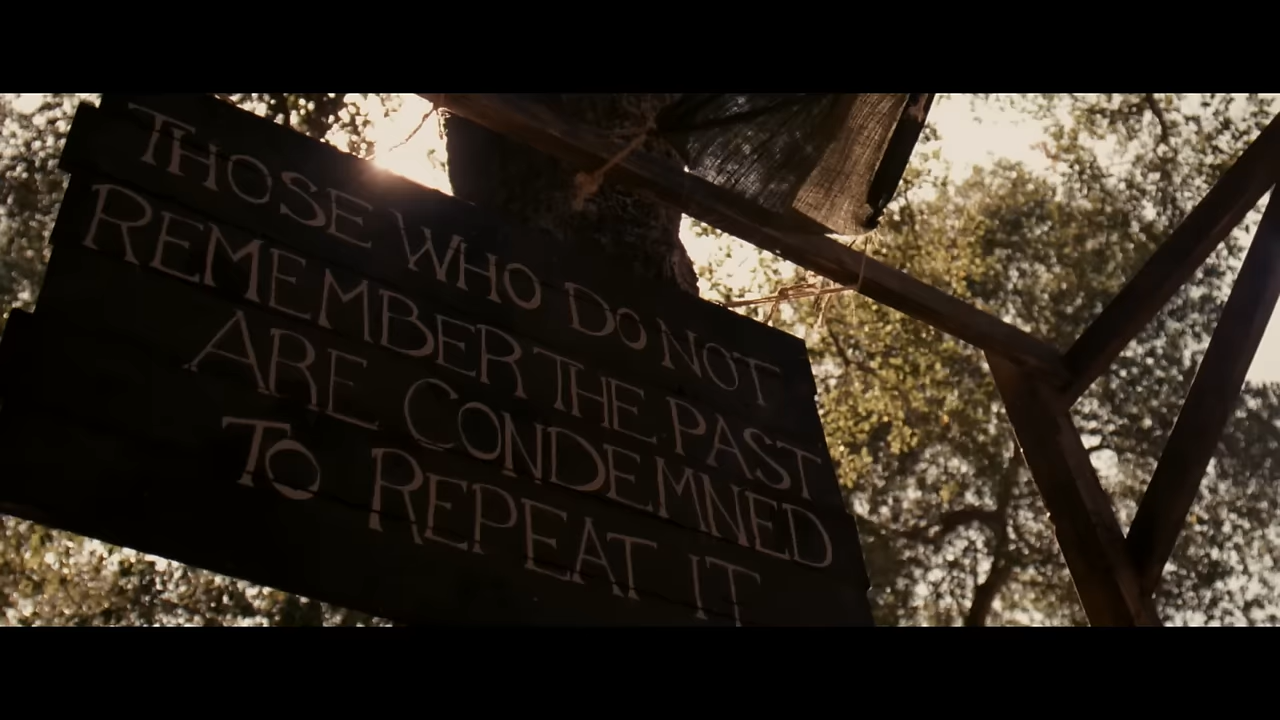 THOSE WHO DO NOT
REMEMBER THE PAST
ARE CONDEMNED
TO REPEAT IT